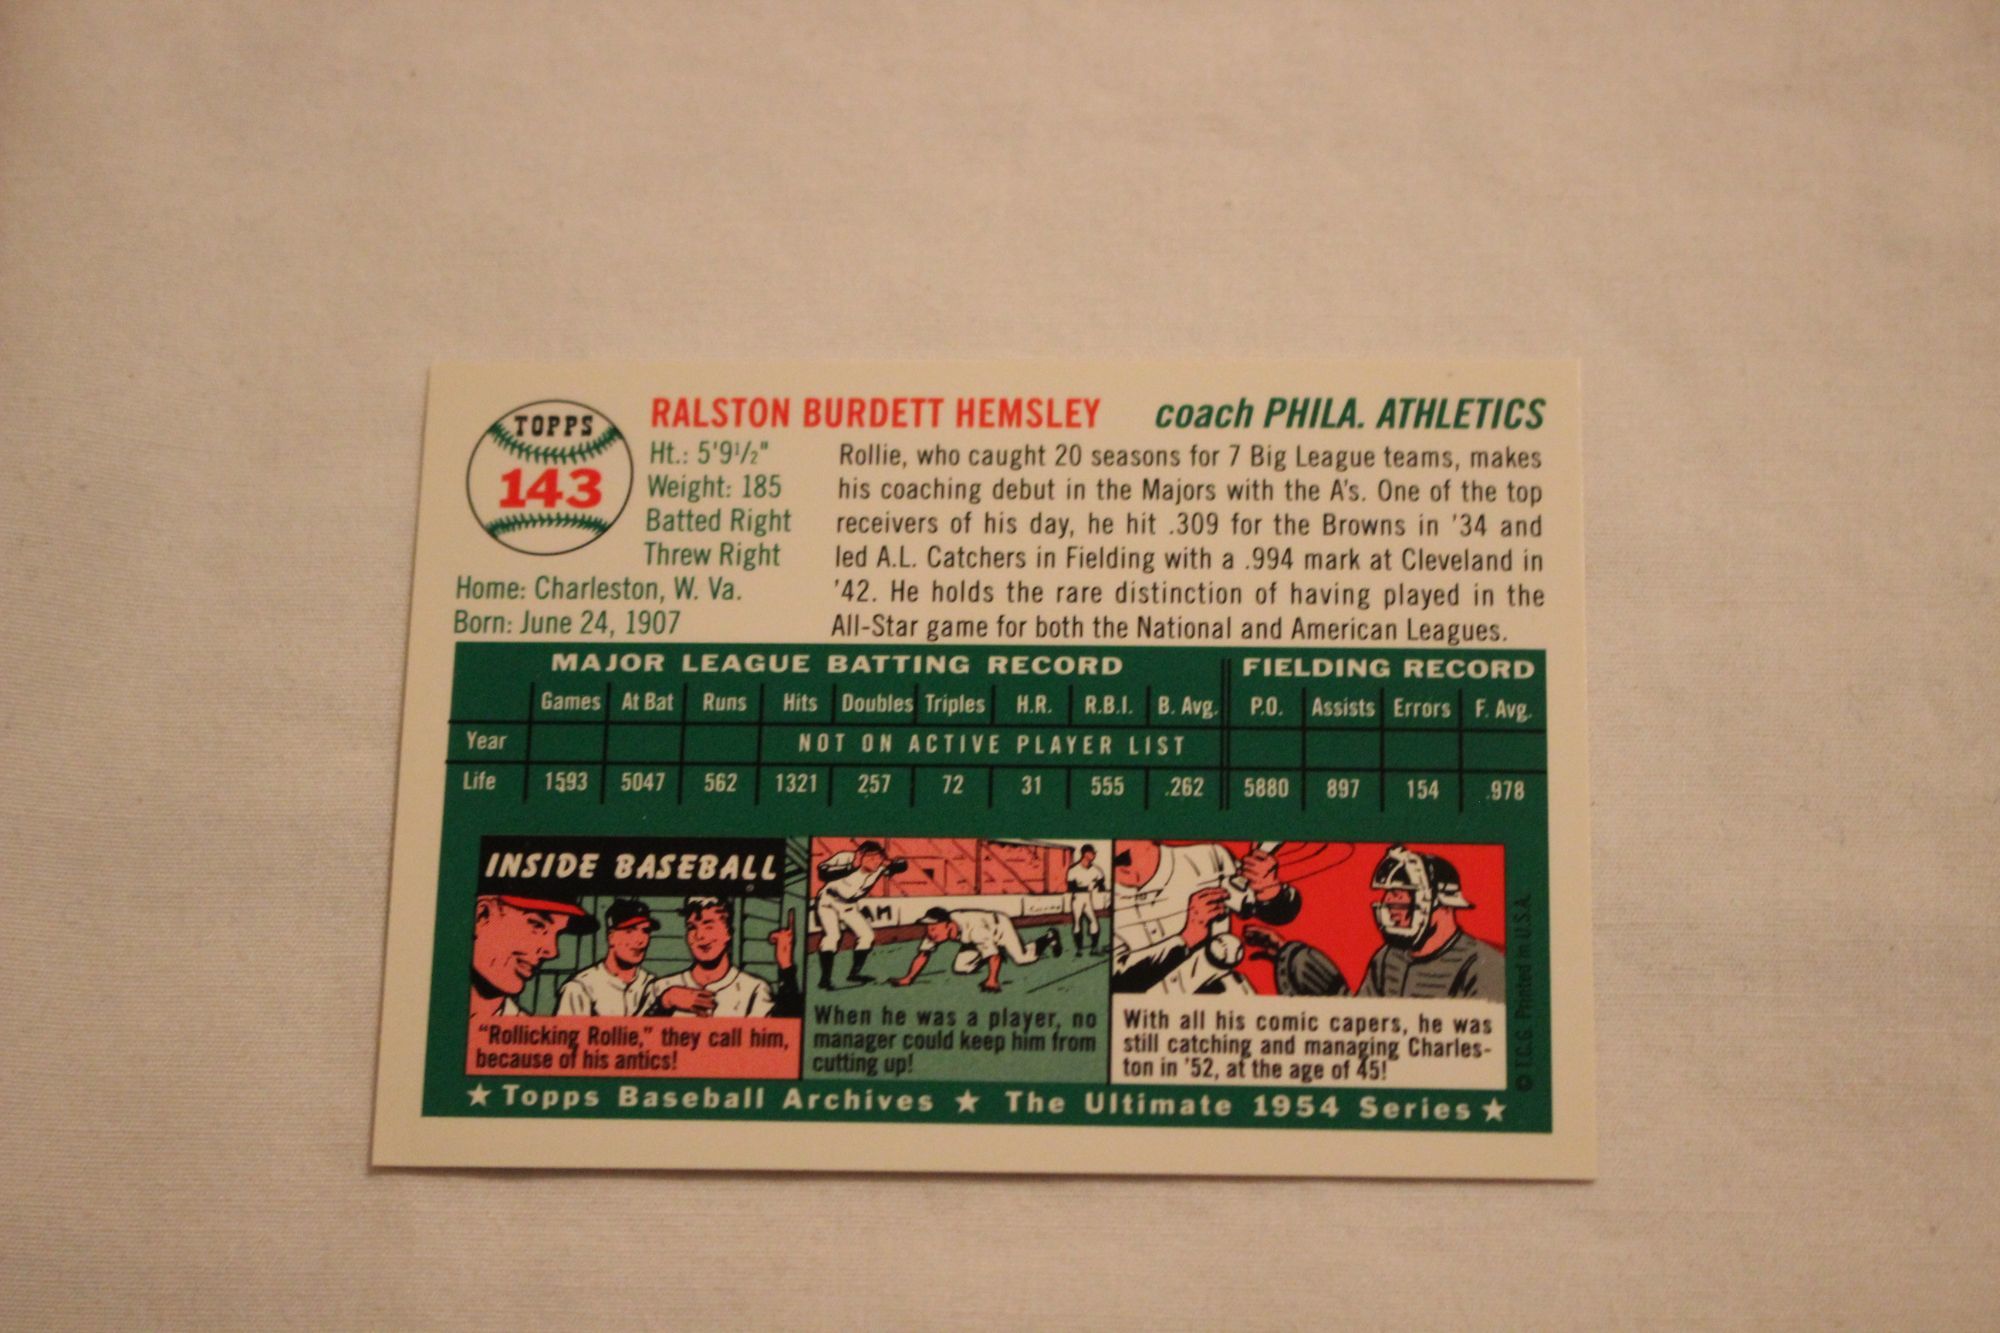 TOPPS
143
RALSTON BURDETT HEMSLEY
coach PHILA. ATHLETICS
Ht.: 5'9½"
Weight: 185
Batted Right
Threw Right
Home: Charleston, W. Va.
Born: June 24, 1907
Rollie, who caught 20 seasons for 7 Big League teams, makes
his coaching debut in the Majors with the A's. One of the top
receivers of his day, he hit .309 for the Browns in '34 and
led A.L. Catchers in Fielding with a .994 mark at Cleveland in
'42. He holds the rare distinction of having played in the
All-Star game for both the National and American Leagues.
MAJOR LEAGUE BATTING RECORD FIELDING RECORD
Games At Bat Runs Hits Doubles Triples H.R. R.B.I. B. Avg. P.O. Assists Errors F. Avg.
Year NOT ON ACTIVE PLAYER LIST
Life 1593 5047 562 1321 257 72 31 555 .262 5880 897 154 .978
INSIDE BASEBALL
AM
"Rollicking Rollie," they call him,
because of his antics!
When he was a player, no
manager could keep him from
cutting up!
With all his comic capers, he was
still catching and managing Charles-
ton in '52, at the age of 45!
© T.C.G. Printed in U.S.A.
★ Topps Baseball Archives ★ The Ultimate 1954 Series ★